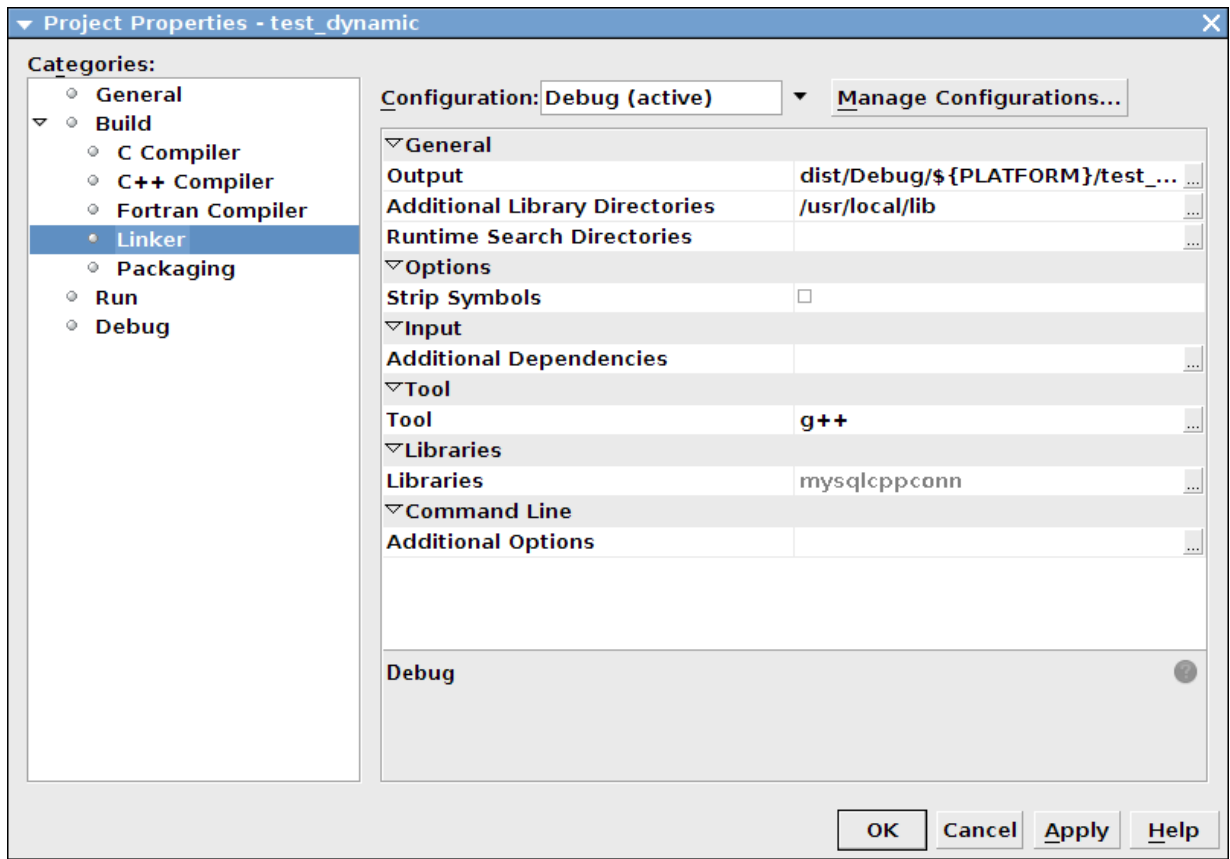 Project Properties - test_dynamic
Categories:
General
Build
C Compiler
C++ Compiler
Fortran Compiler
Linker
Packaging
Run
Debug
Configuration: Debug (active) Manage Configurations...
General
Output dist/Debug/${PLATFORM}/test_... ...
Additional Library Directories /usr/local/lib ...
Runtime Search Directories ...
Options
Strip Symbols
Input
Additional Dependencies ...
Tool
Tool g++ ...
Libraries
Libraries mysqlcppconn ...
Command Line
Additional Options ...
Debug ?
OK Cancel Apply Help